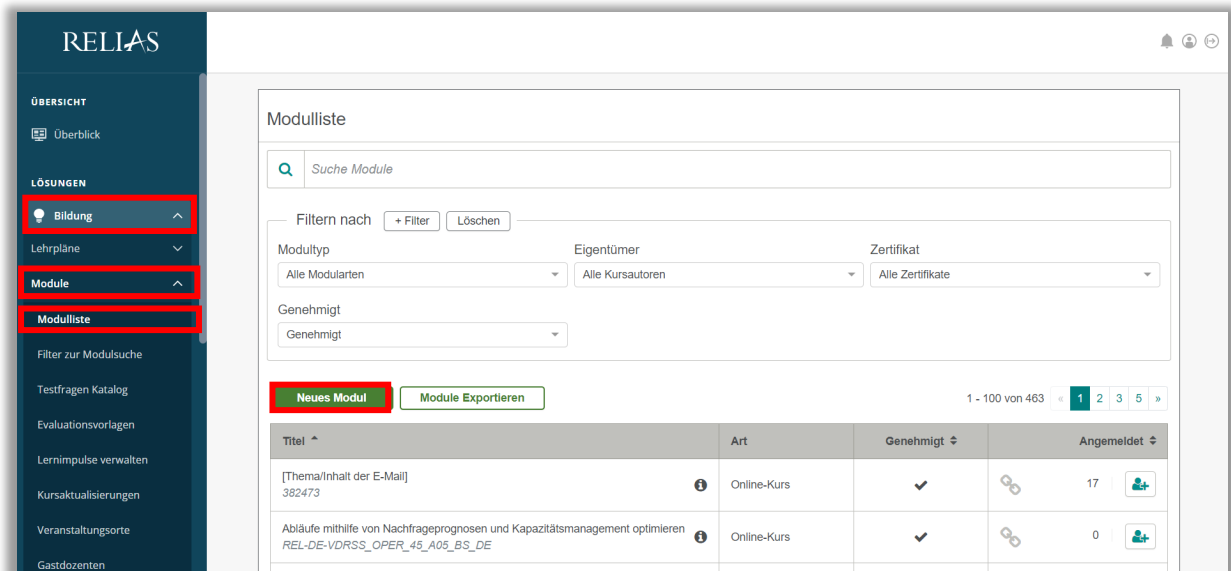 RELIAS
ÜBERSICHT
Überblick
LÖSUNGEN
Bildung
Lehrpläne
Module
Modulliste
Filter zur Modulsuche
Testfragen Katalog
Evaluationsvorlagen
Lernimpulse verwalten
Kursaktualisierungen
Veranstaltungsorte
Gastdozenten
Modulliste
Suche Module
Filtern nach + Filter Löschen
Modultyp Eigentümer Zertifikat
Alle Modularten Alle Kursautoren Alle Zertifikate
Genehmigt
Genehmigt
Neues Modul Module Exportieren 1 - 100 von 463 « 1 2 3 5 »
Titel Art Genehmigt Angemeldet
[Thema/Inhalt der E-Mail] Online-Kurs 17
382473
Abläufe mithilfe von Nachfrageprognosen und Kapazitätsmanagement optimieren Online-Kurs 0
REL-DE-VDRSS_OPER_45_A05_BS_DE